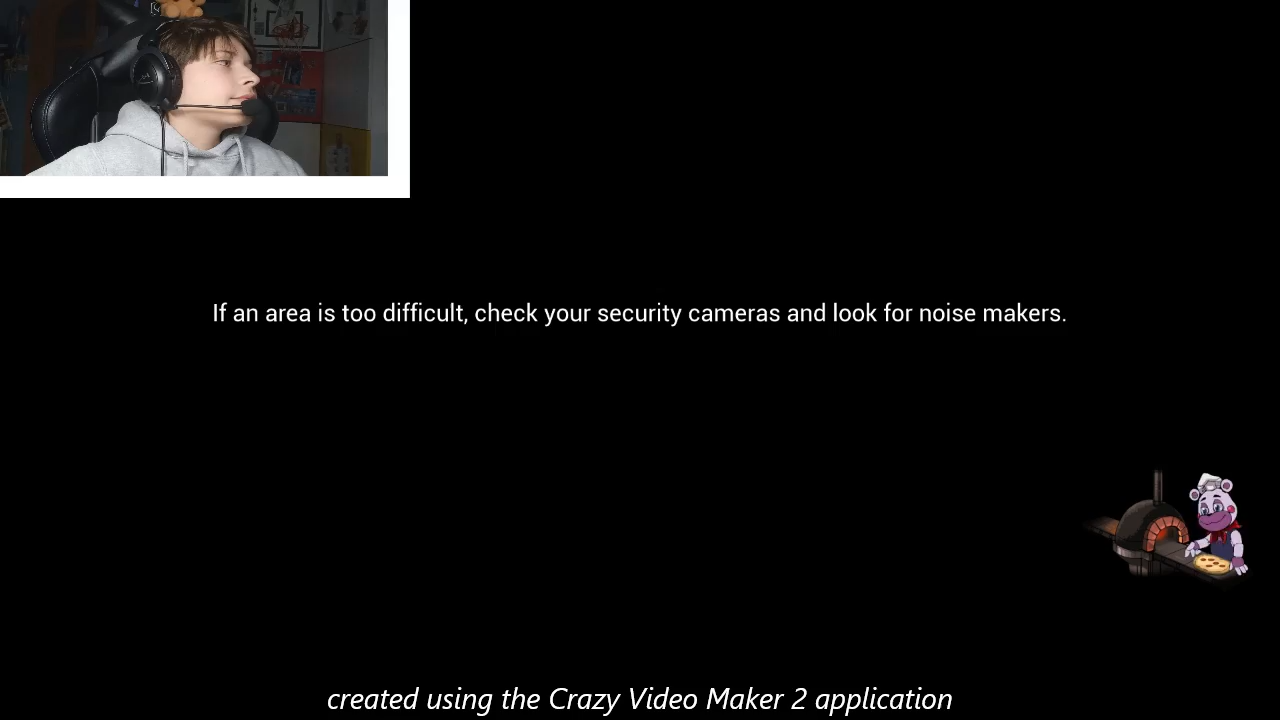 If an area is too difficult, check your security cameras and look for noise makers.
created using the Crazy Video Maker 2 application